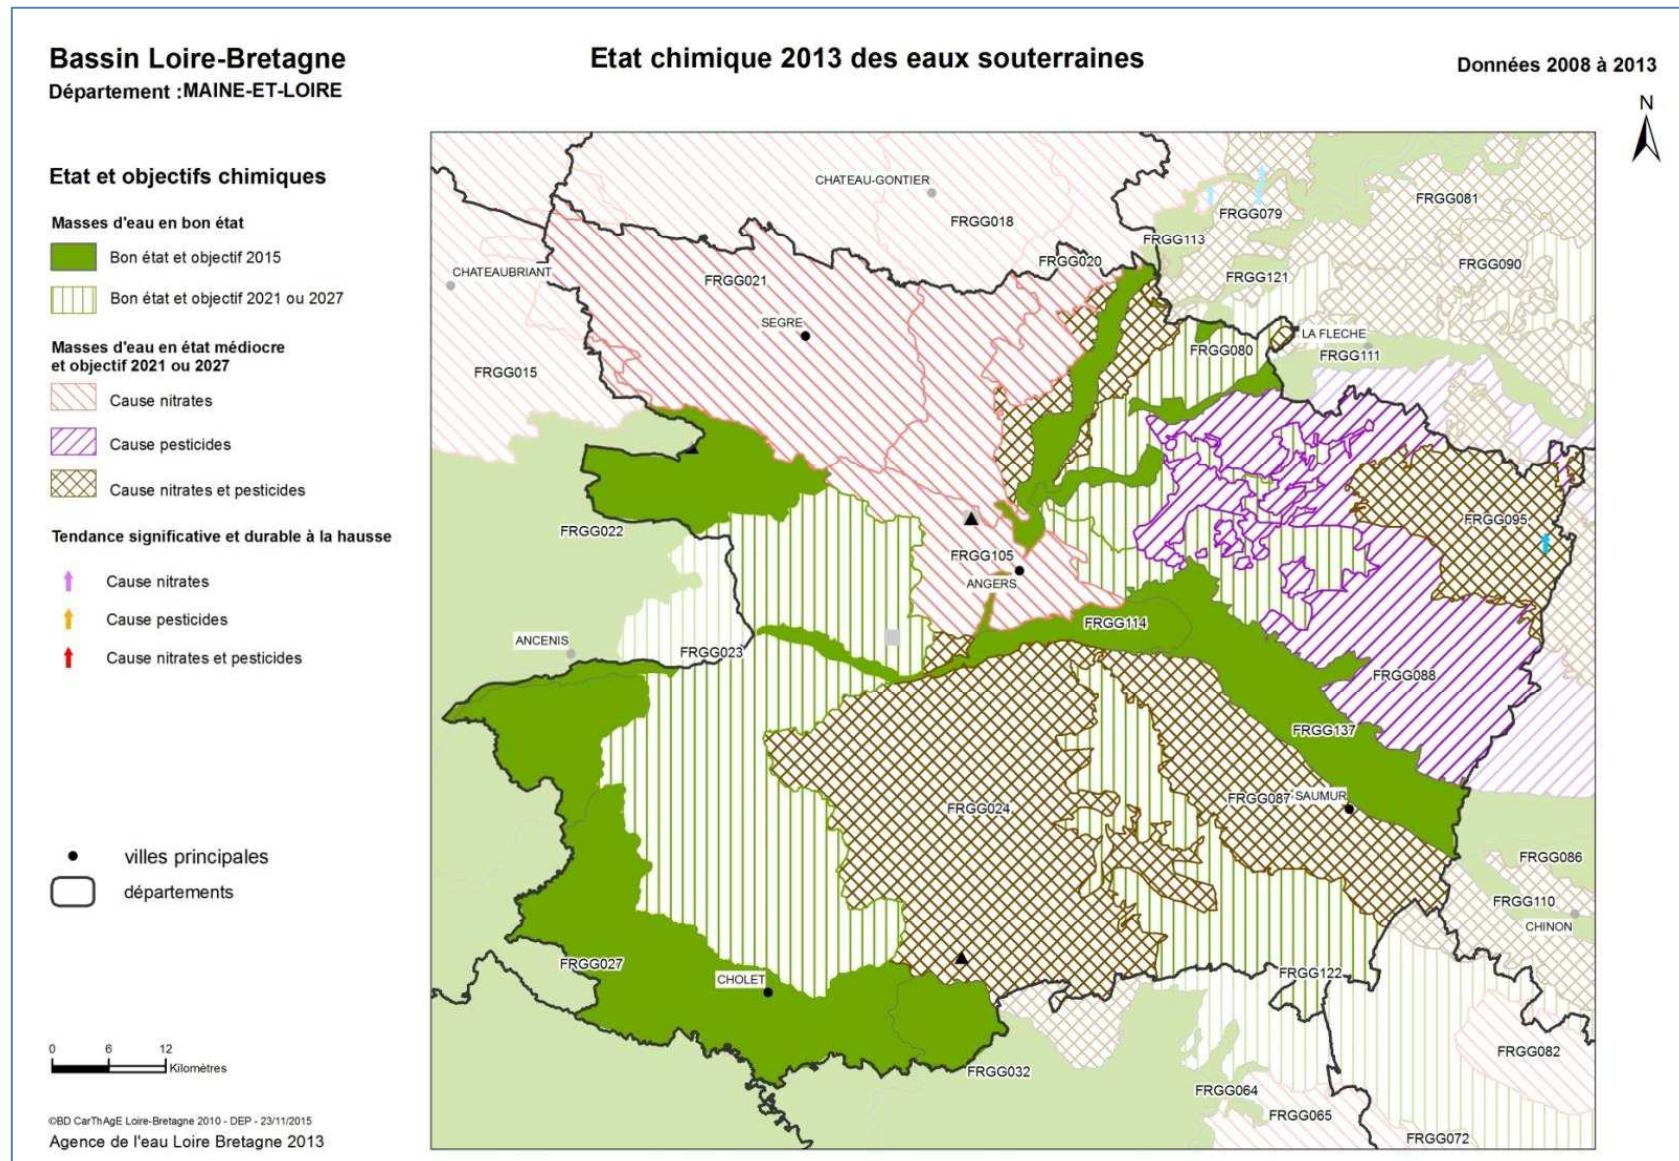 Bassin Loire-Bretagne
Département :MAINE-ET-LOIRE
Etat chimique 2013 des eaux souterraines
Données 2008 à 2013
N
Etat et objectifs chimiques
Masses d'eau en bon état
Bon état et objectif 2015
Bon état et objectif 2021 ou 2027
Masses d'eau en état médiocre
et objectif 2021 ou 2027
Cause nitrates
Cause pesticides
Cause nitrates et pesticides
Tendance significative et durable à la hausse
Cause nitrates
Cause pesticides
Cause nitrates et pesticides
villes principales
départements
0 6 12
Kilomètres
©BD CarThAgE Loire-Bretagne 2010 - DEP - 23/11/2015
Agence de l'eau Loire Bretagne 2013
CHATEAU-GONTIER
FRGG018
FRGG079
FRGG081
FRGG113
FRGG020
FRGG121
FRGG090
CHATEAUBRIANT
FRGG021
SEGRE
LA FLECHE
FRGG080
FRGG111
FRGG015
FRGG022
FRGG095
FRGG105
ANGERS
FRGG114
ANCENIS
FRGG023
FRGG088
FRGG137
FRGG024
FRGG087
SAUMUR
FRGG086
FRGG110
CHINON
FRGG027
CHOLET
FRGG122
FRGG082
FRGG032
FRGG064
FRGG065
FRGG072